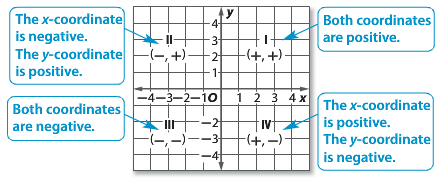 The x-coordinate
is negative.
The y-coordinate
is positive.
Both coordinates
are positive.
Both coordinates
are negative.
The x-coordinate
is positive.
The y-coordinate
is negative.
y
4
3
2
1
II
(−, +)
I
(+, +)
−4 −3 −2 −1 O 1 2 3 4 x
−2
−3
−4
III
(−, −)
IV
(+, −)